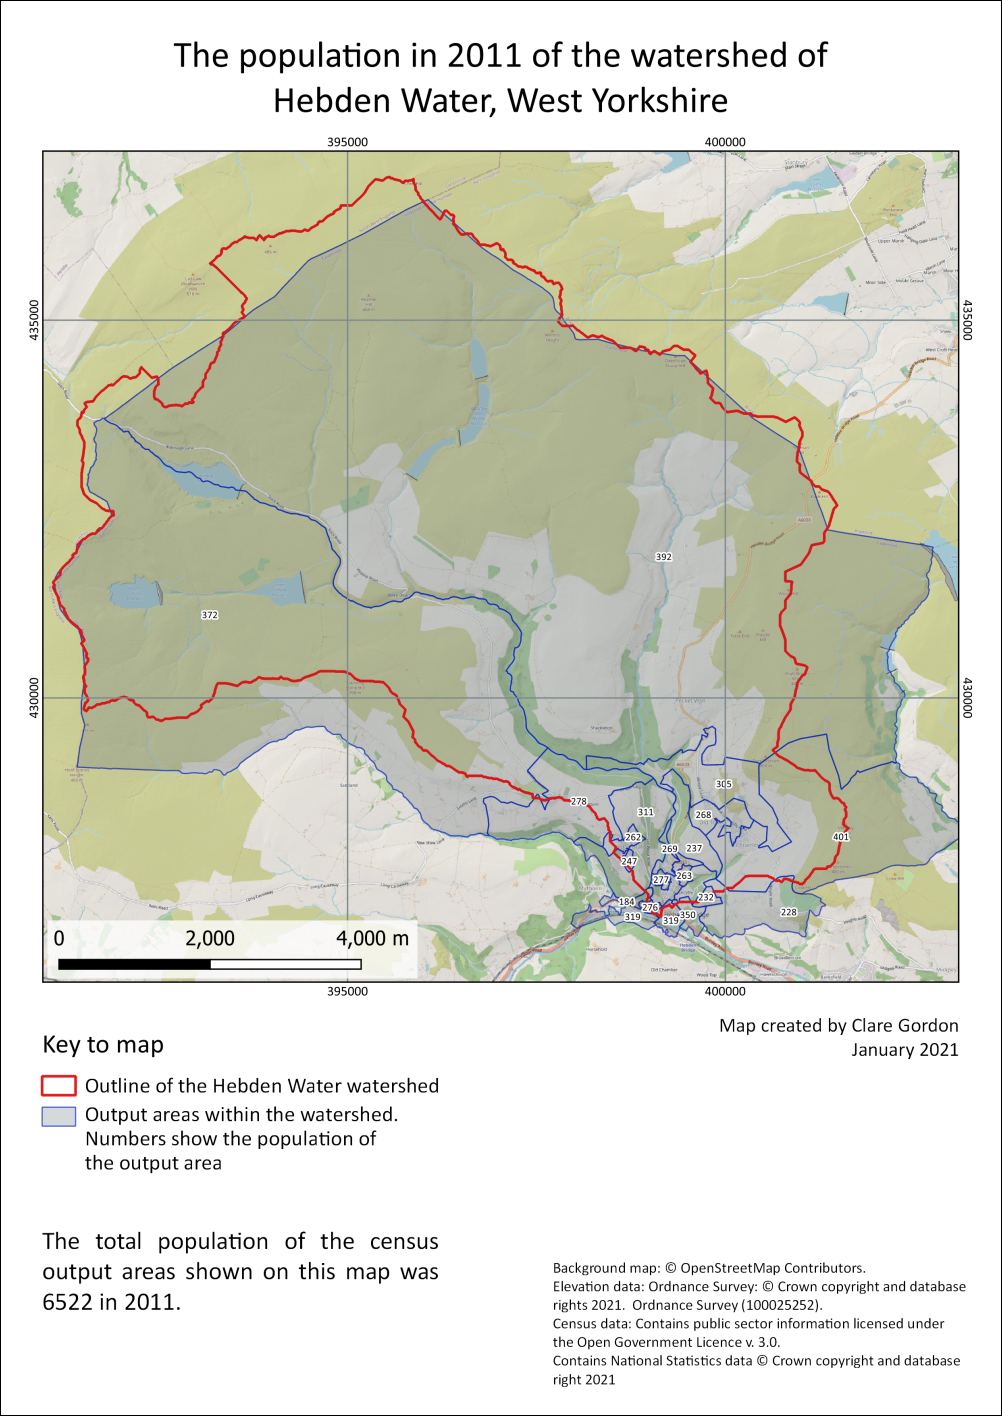 The population in 2011 of the watershed of
Hebden Water, West Yorkshire
395000
400000
435000
435000
392
372
430000
430000
305
278
311
268
262
401
269
237
247
277
263
232
184
276
228
319
319
350
0
2,000
4,000 m
395000
400000
Map created by Clare Gordon
January 2021
Key to map
Outline of the Hebden Water watershed
Output areas within the watershed.
Numbers show the population of
the output area
The total population of the census
output areas shown on this map was
6522 in 2011.
Background map: © OpenStreetMap Contributors.
Elevation data: Ordnance Survey: © Crown copyright and database
rights 2021. Ordnance Survey (100025252).
Census data: Contains public sector information licensed under
the Open Government Licence v. 3.0.
Contains National Statistics data © Crown copyright and database
right 2021